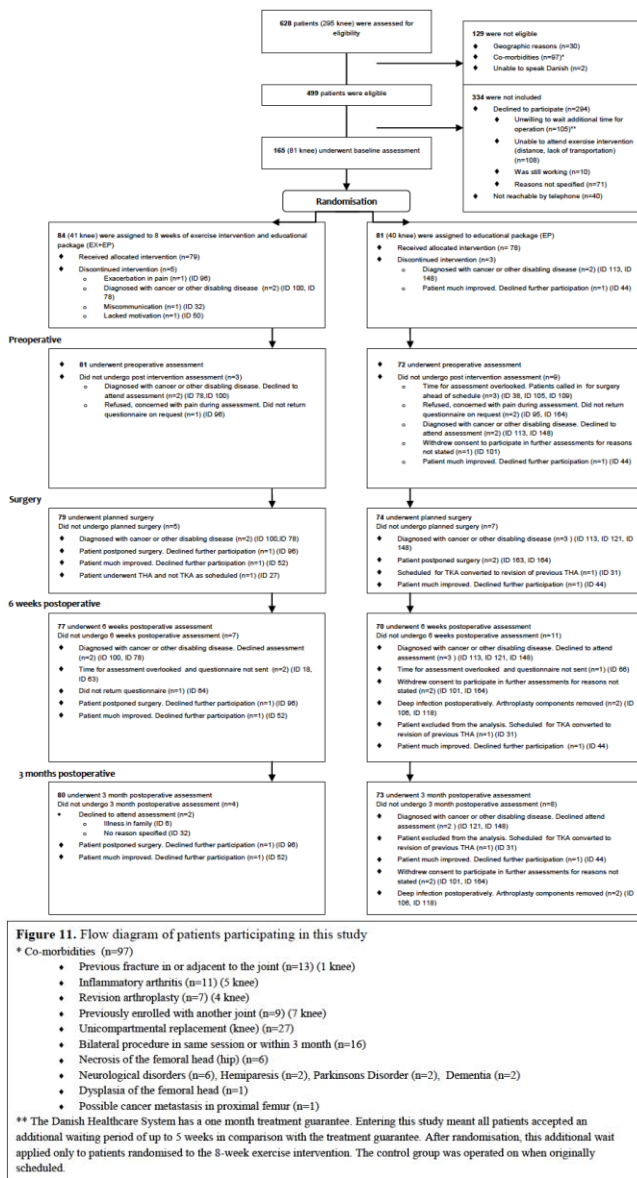 628 patients (295 knee) were assessed for
eligibility
129 were not eligible
♦ Geographic reasons (n=30)
♦ Co-morbidities (n=97)*
♦ Unable to speak Danish (n=2)
499 patients were eligible
334 were not included
♦ Declined to participate (n=294)
♦ Unwilling to wait additional time for
operation (n=105)**
♦ Unable to attend exercise intervention
(distance, lack of transportation)
(n=108)
♦ Was still working (n=10)
♦ Reasons not specified (n=71)
♦ Not reachable by telephone (n=40)
165 (81 knee) underwent baseline assessment
Randomisation
84 (41 knee) were assigned to 8 weeks of exercise intervention and educational
package (EX+EP)
♦ Received allocated intervention (n=79)
♦ Discontinued intervention (n=5)
o Exacerbation in pain (n=1) (ID 96)
o Diagnosed with cancer or other disabling disease (n=2) (ID 100, ID
78)
o Miscommunication (n=1) (ID 32)
o Lacked motivation (n=1) (ID 50)
81 (40 knee) were assigned to educational package (EP)
♦ Received allocated intervention (n= 78)
♦ Discontinued intervention (n=3)
o Diagnosed with cancer or other disabling disease (n=2) (ID 113, ID
148)
o Patient much improved. Declined further participation (n=1) (ID 44)
Preoperative
♦ 81 underwent preoperative assessment
♦ Did not undergo post intervention assessment (n=3)
o Diagnosed with cancer or other disabling disease. Declined to
attend assessment (n=2) (ID 78,ID100)
o Refused, concerned with pain during assessment. Did not return
questionnaire on request (n=1) (ID 96)
♦ 72 underwent preoperative assessment
♦ Did not undergo post intervention assessment (n=9)
o Time for assessment overlooked. Patients called in for surgery
ahead of schedule (n=3) (ID 38, ID 105, ID 109)
o Refused, concerned with pain during assessment. Did not return
questionnaire on request (n=2) (ID 95, ID 164)
o Diagnosed with cancer or other disabling disease. Declined to
attend assessment (n=2) (ID 113, ID 148)
o Withdrew consent to participate in further assessments for reasons
not stated (n=1) (ID 101)
o Patient much improved. Declined further participation (n=1) (ID 44)
Surgery
79 underwent planned surgery
Did not undergo planned surgery (n=5)
♦ Diagnosed with cancer or other disabling disease (n=2) (ID 100,ID 78)
♦ Patient postponed surgery. Declined further participation (n=1) (ID 96)
♦ Patient much improved. Declined further participation (n=1) (ID 52)
♦ Patient underwent THA and not TKA as scheduled (n=1) (ID 27)
74 underwent planned surgery
Did not undergo planned surgery (n=7)
♦ Diagnosed with cancer or other disabling disease (n=3 ) (ID 113, ID 121, ID
148)
♦ Patient postponed surgery (n=2) (ID 163, ID 164)
♦ Scheduled for TKA converted to revision of previous THA (n=1) (ID 31)
♦ Patient much improved. Declined further participation (n=1) (ID 44)
6 weeks postoperative
77 underwent 6 weeks postoperative assessment
Did not undergo 6 weeks postoperative assessment (n=7)
♦ Diagnosed with cancer or other disabling disease. Declined assessment
(n=2) (ID 100, ID 78)
♦ Time for assessment overlooked and questionnaire not sent (n=2) (ID 18,
ID 63)
♦ Did not return questionnaire (n=1) (ID 64)
♦ Patient postponed surgery. Declined further participation (n=1) (ID 96)
♦ Patient much improved. Declined further participation (n=1) (ID 52)
70 underwent 6 weeks postoperative assessment
Did not undergo 6 weeks postoperative assessment (n=11)
♦ Diagnosed with cancer or other disabling disease. Declined to attend
assessment (n=3 ) (ID 113, ID 121, ID 148)
♦ Time for assessment overlooked and questionnaire not sent (n=1) (ID 66)
♦ Withdrew consent to participate in further assessments for reasons not
stated (n=2) (ID 101, ID 164)
♦ Deep infection postoperatively. Arthroplasty components removed (n=2) (ID
106, ID 118)
♦ Patient excluded from the analysis. Scheduled for TKA converted to
revision of previous THA (n=1) (ID 31)
♦ Patient much improved. Declined further participation (n=1) (ID 44)
3 months postoperative
80 underwent 3 month postoperative assessment
Did not undergo 3 month postoperative assessment (n=4)
• Declined to attend assessment (n=2)
o Illness in family (ID 6)
o No reason specified (ID 32)
♦ Patient postponed surgery. Declined further participation (n=1) (ID 96)
♦ Patient much improved. Declined further participation (n=1) (ID 52)
73 underwent 3 month postoperative assessment
Did not undergo 3 month postoperative assessment (n=8)
♦ Diagnosed with cancer or other disabling disease. Declined attend
assessment (n=2 ) (ID 121, ID 148)
♦ Patient excluded from the analysis. Scheduled for TKA converted to
revision of previous THA (n=1) (ID 31)
♦ Patient much improved. Declined further participation (n=1) (ID 44)
♦ Withdrew consent to participate in further assessments for reasons not
stated (n=2) (ID 101, ID 164)
♦ Deep infection postoperatively. Arthroplasty components removed (n=2) (ID
106, ID 118)
Figure 11. Flow diagram of patients participating in this study
* Co-morbidities (n=97)
♦ Previous fracture in or adjacent to the joint (n=13) (1 knee)
♦ Inflammatory arthritis (n=11) (5 knee)
♦ Revision arthroplasty (n=7) (4 knee)
♦ Previously enrolled with another joint (n=9) (7 knee)
♦ Unicompartmental replacement (knee) (n=27)
♦ Bilateral procedure in same session or within 3 month (n=16)
♦ Necrosis of the femoral head (hip) (n=6)
♦ Neurological disorders (n=6), Hemiparesis (n=2), Parkinsons Disorder (n=2), Dementia (n=2)
♦ Dysplasia of the femoral head (n=1)
♦ Possible cancer metastasis in proximal femur (n=1)
** The Danish Healthcare System has a one month treatment guarantee. Entering this study meant all patients accepted an
additional waiting period of up to 5 weeks in comparison with the treatment guarantee. After randomisation, this additional wait
applied only to patients randomised to the 8-week exercise intervention. The control group was operated on when originally
scheduled.